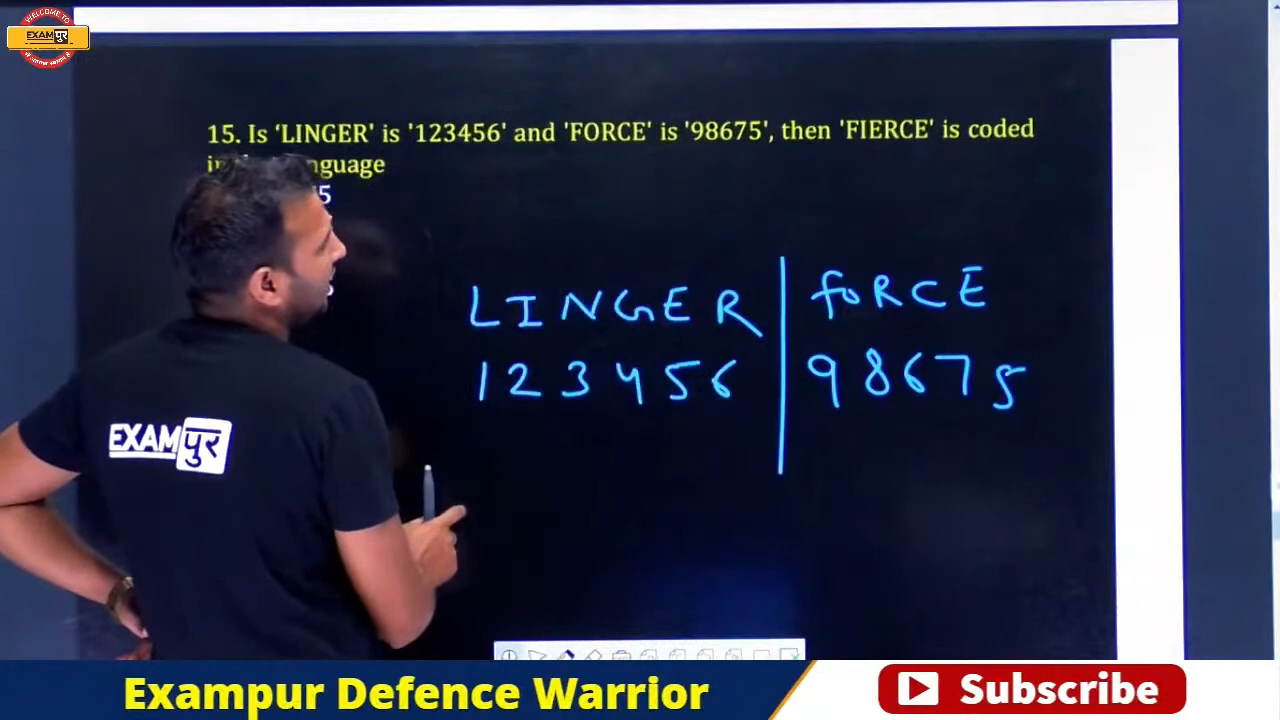 WELCOME TO
EXAMपुर
15. Is ‘LINGER’ is '123456' and 'FORCE' is '98675', then 'FIERCE' is coded
nguage
5
LINGER
foRCE
123456
98675
EXAMपुर
Exampur Defence Warrior
Subscribe